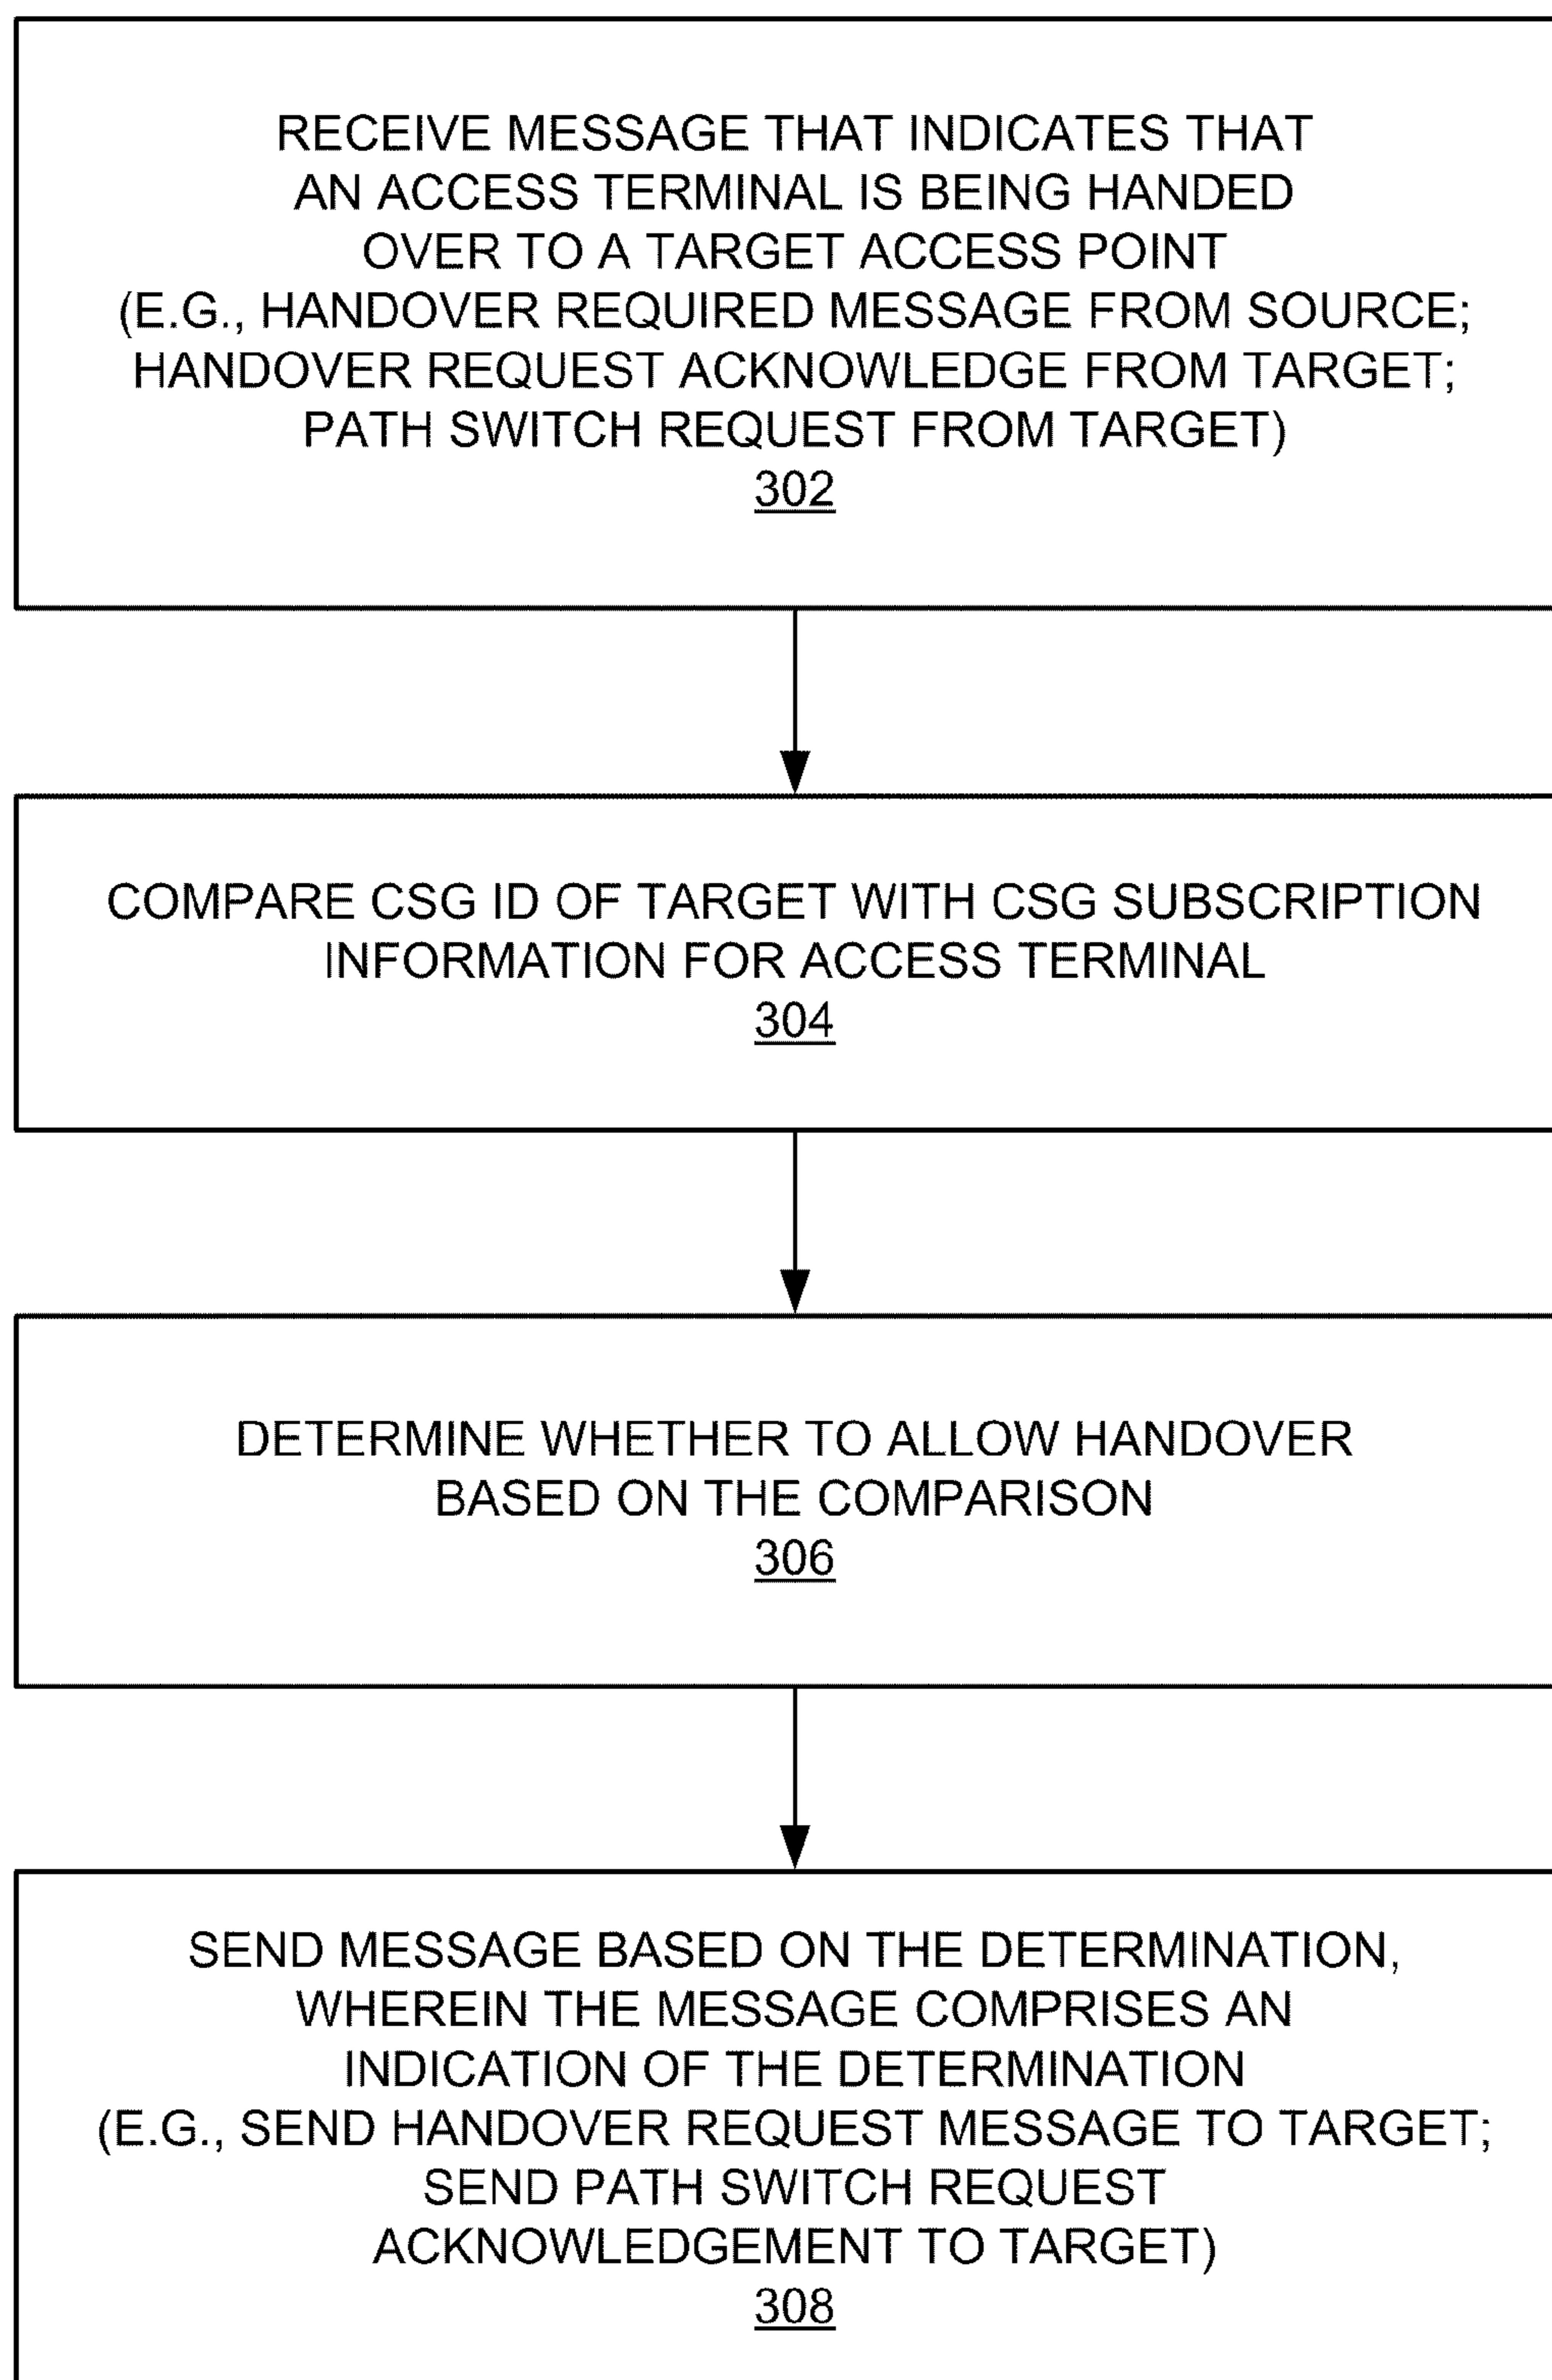 RECEIVE MESSAGE THAT INDICATES THAT
AN ACCESS TERMINAL IS BEING HANDED
OVER TO A TARGET ACCESS POINT
(E.G., HANDOVER REQUIRED MESSAGE FROM SOURCE;
HANDOVER REQUEST ACKNOWLEDGE FROM TARGET;
PATH SWITCH REQUEST FROM TARGET)
302
COMPARE CSG ID OF TARGET WITH CSG SUBSCRIPTION
INFORMATION FOR ACCESS TERMINAL
304
DETERMINE WHETHER TO ALLOW HANDOVER
BASED ON THE COMPARISON
306
SEND MESSAGE BASED ON THE DETERMINATION,
WHEREIN THE MESSAGE COMPRISES AN
INDICATION OF THE DETERMINATION
(E.G., SEND HANDOVER REQUEST MESSAGE TO TARGET;
SEND PATH SWITCH REQUEST
ACKNOWLEDGEMENT TO TARGET)
308